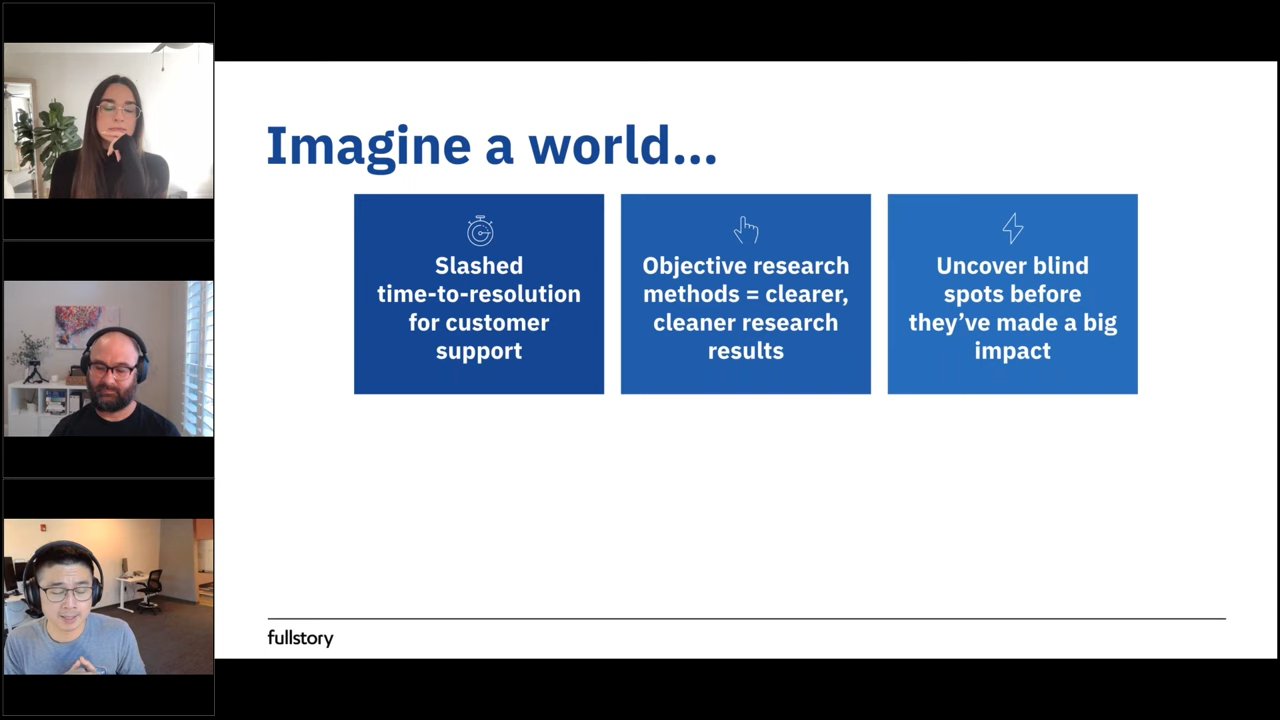 Imagine a world...
Slashed
time-to-resolution
for customer
support
Objective research
methods = clearer,
cleaner research
results
Uncover blind
spots before
they’ve made a big
impact
fullstory